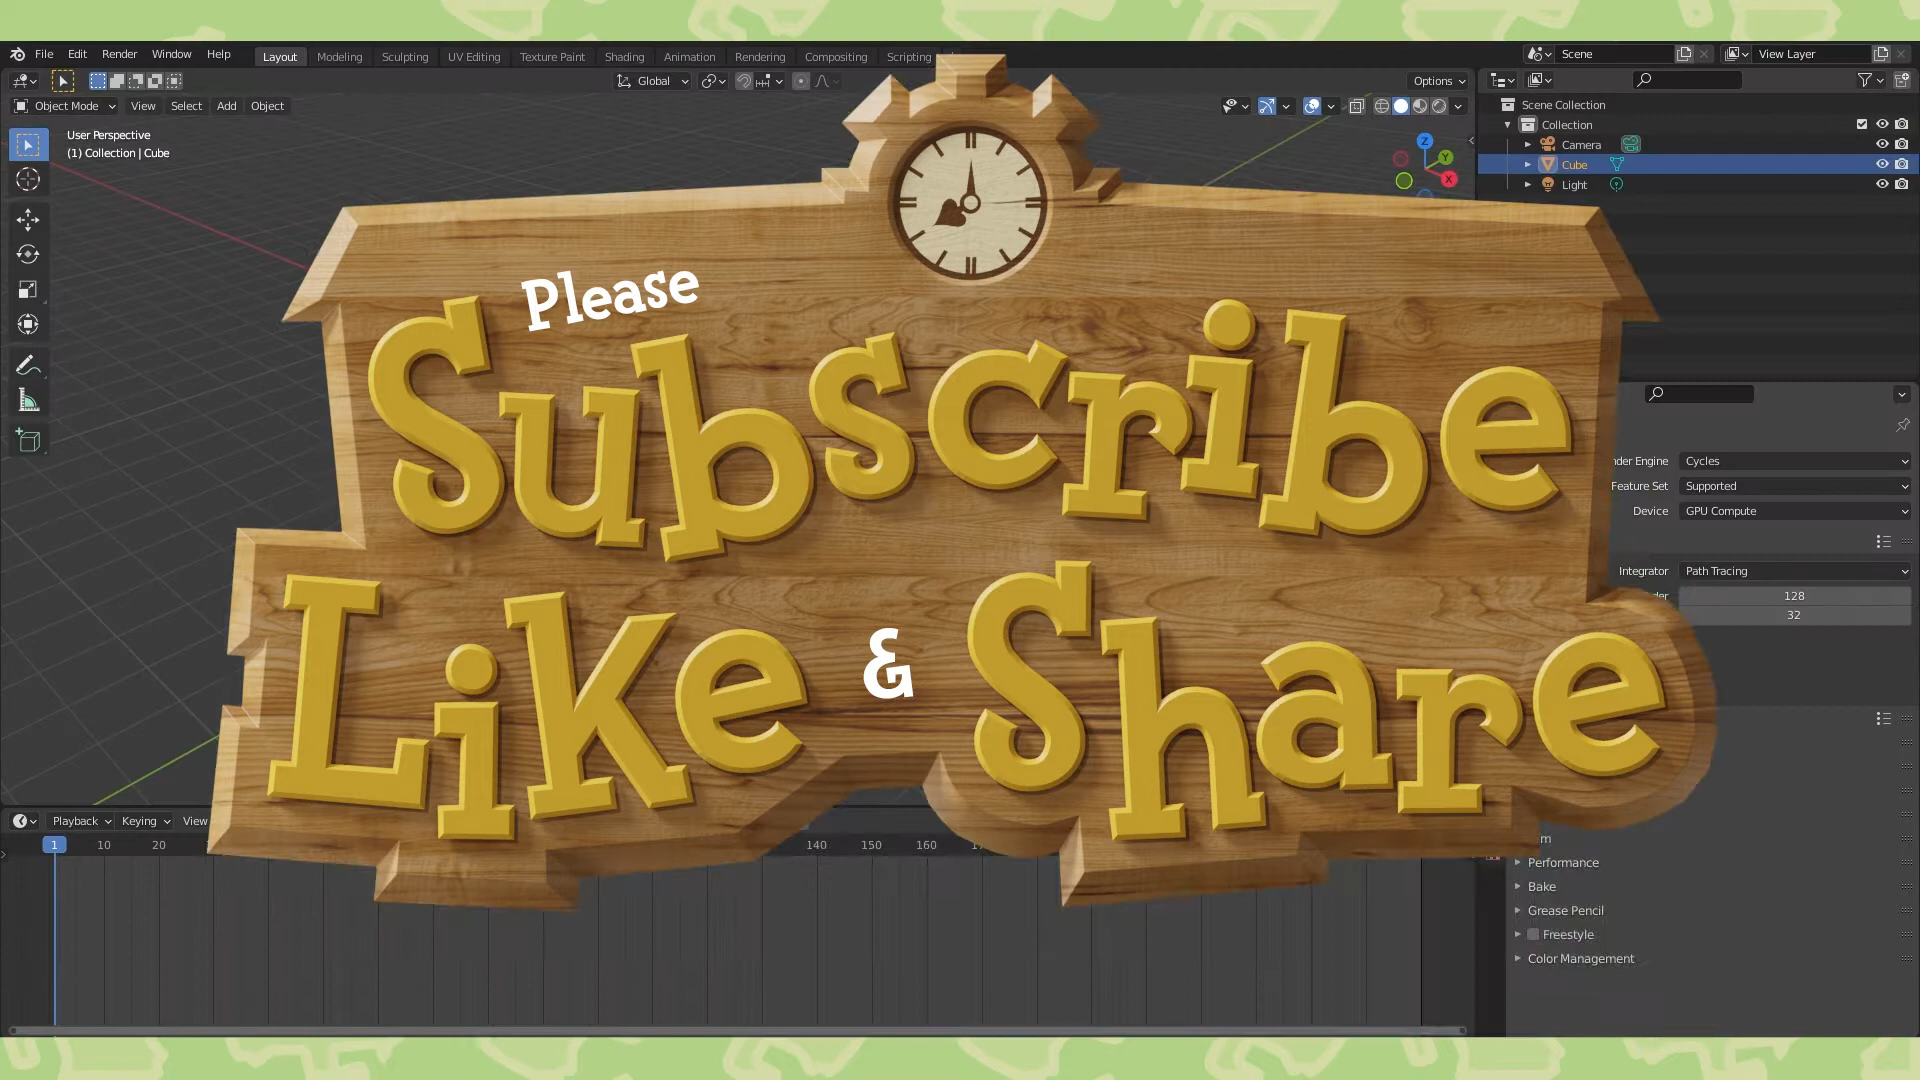 File Edit Render Window Help Layout Modeling Sculpting UV Editing Texture Paint Shading Animation Rendering Compositing Scripting Scene View Layer
Global Options
Object Mode View Select Add Object
Scene Collection
User Perspective
Collection
(1) Collection | Cube
Camera
Cube
Light
Z
Y
X
Please
Subscribe
Like & Share
Render Engine Cycles
Feature Set Supported
Device GPU Compute
Integrator Path Tracing
128
32
Playback Keying View
1 10 20 140 150 160
Performance
Bake
Grease Pencil
Freestyle
Color Management